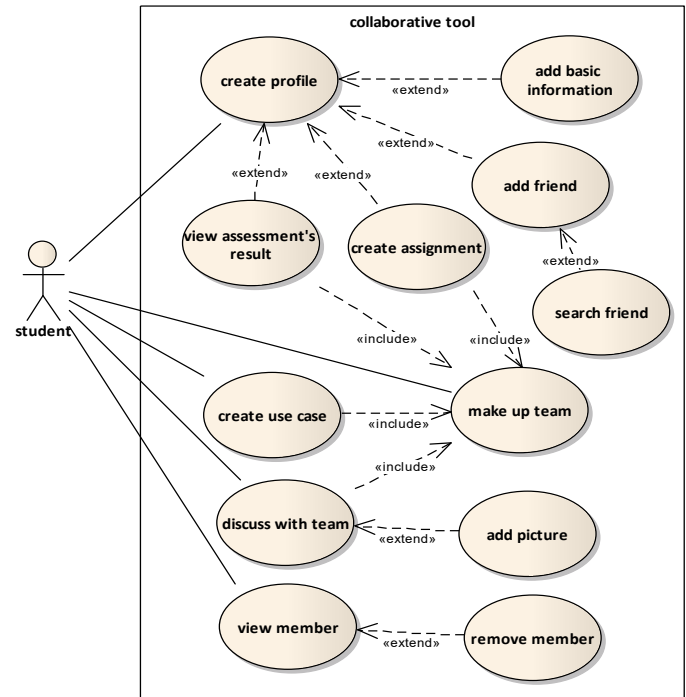 collaborative tool
create profile
add basic
information
«extend»
«extend»
add friend
«extend»
«extend»
view assessment's
result
create assignment
«extend»
search friend
student
«include»
«include»
make up team
create use case
«include»
«include»
discuss with team
add picture
«extend»
view member
remove member
«extend»